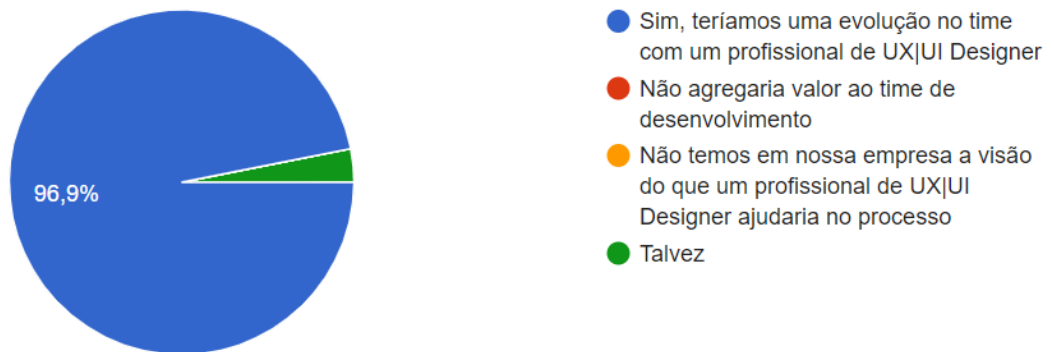 96,9%
Sim, teríamos uma evolução no time
com um profissional de UX|UI Designer
Não agregaria valor ao time de
desenvolvimento
Não temos em nossa empresa a visão
do que um profissional de UX|UI
Designer ajudaria no processo
Talvez